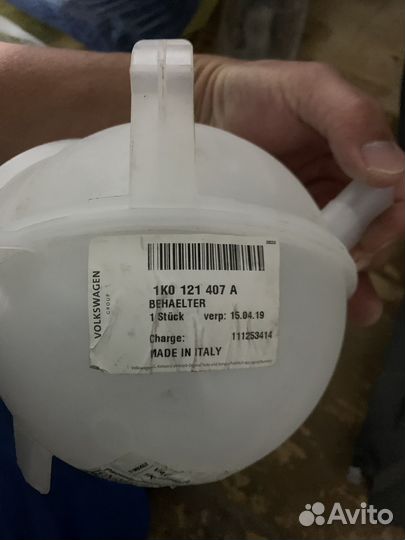 VOLKSWAGEN
GROUP
1K0 121 407 A
BEHAELTER
1 Stück verp: 15.04.19
Charge: 111253414
MADE IN ITALY
Avito